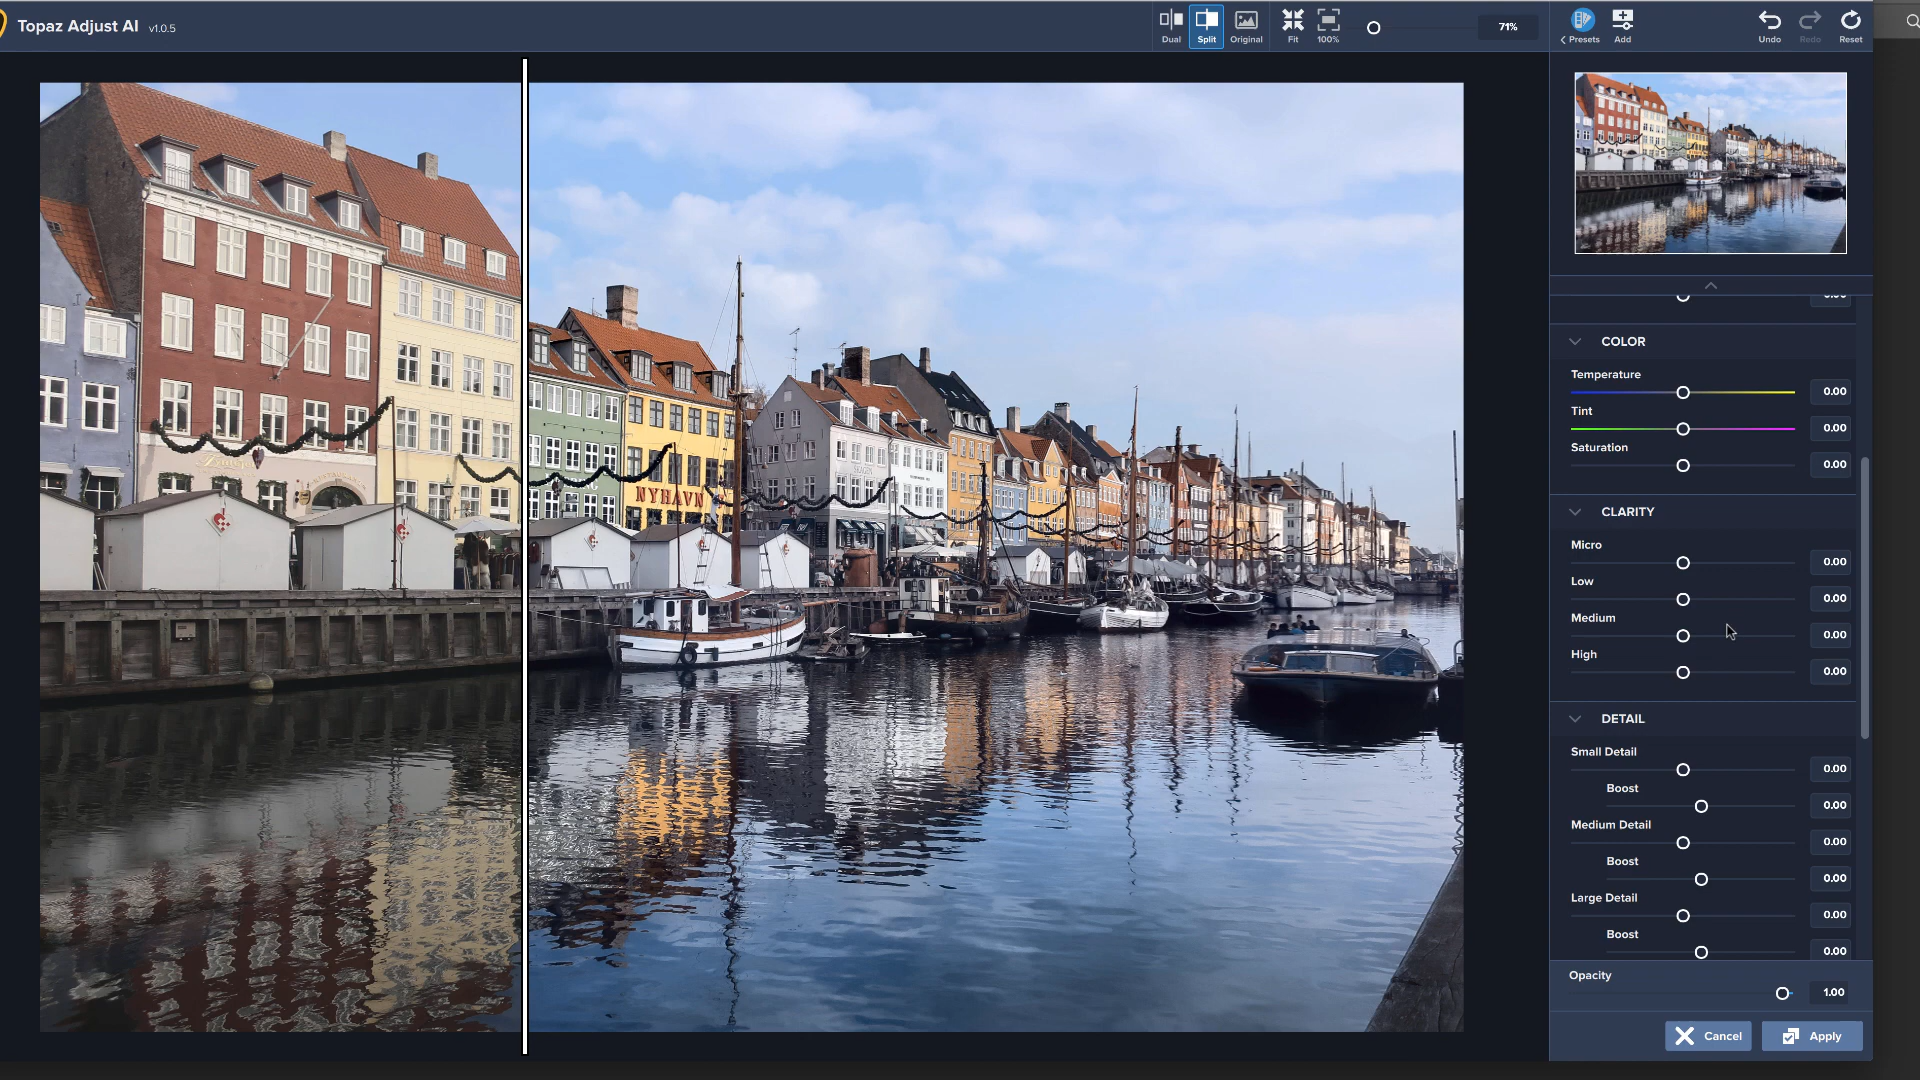 Topaz Adjust AI v1.0.5
Dual Split Original Fit 100% 71% Presets Add Undo Redo Reset
COLOR
Temperature 0.00
Tint 0.00
Saturation 0.00
CLARITY
Micro 0.00
Low 0.00
Medium 0.00
High 0.00
DETAIL
Small Detail 0.00
Boost 0.00
Medium Detail 0.00
Boost 0.00
Large Detail 0.00
Boost 0.00
Opacity 1.00
Cancel Apply
NYHAVN